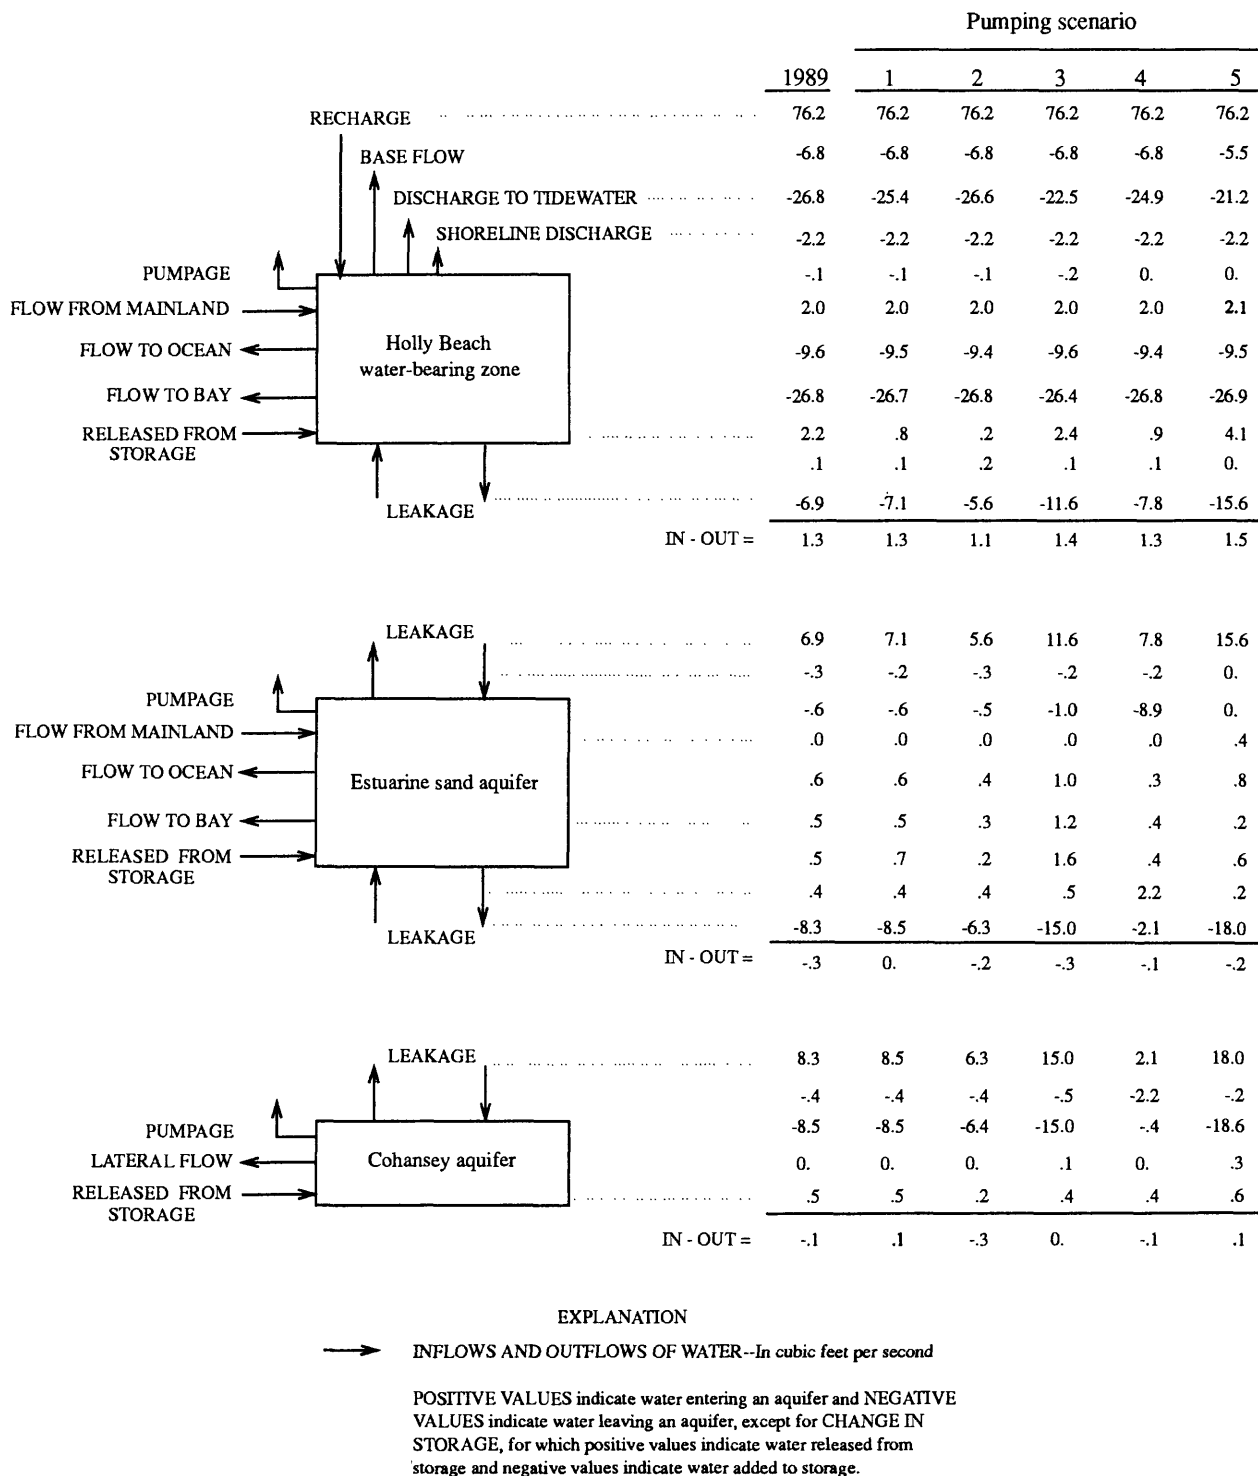 Pumping scenario
1989 1 2 3 4 5
RECHARGE 76.2 76.2 76.2 76.2 76.2 76.2
BASE FLOW -6.8 -6.8 -6.8 -6.8 -6.8 -5.5
DISCHARGE TO TIDEWATER -26.8 -25.4 -26.6 -22.5 -24.9 -21.2
SHORELINE DISCHARGE -2.2 -2.2 -2.2 -2.2 -2.2 -2.2
PUMPAGE -.1 -.1 -.1 -.2 0. 0.
FLOW FROM MAINLAND 2.0 2.0 2.0 2.0 2.0 2.1
FLOW TO OCEAN -9.6 -9.5 -9.4 -9.6 -9.4 -9.5
Holly Beach
water-bearing zone
FLOW TO BAY -26.8 -26.7 -26.8 -26.4 -26.8 -26.9
RELEASED FROM 2.2 .8 .2 2.4 .9 4.1
STORAGE
.1 .1 .2 .1 .1 0.
LEAKAGE -6.9 -7.1 -5.6 -11.6 -7.8 -15.6
IN - OUT = 1.3 1.3 1.1 1.4 1.3 1.5
LEAKAGE 6.9 7.1 5.6 11.6 7.8 15.6
-.3 -.2 -.3 -.2 -.2 0.
PUMPAGE -.6 -.6 -.5 -1.0 -8.9 0.
FLOW FROM MAINLAND .0 .0 .0 .0 .0 .4
FLOW TO OCEAN .6 .6 .4 1.0 .3 .8
Estuarine sand aquifer
FLOW TO BAY .5 .5 .3 1.2 .4 .2
RELEASED FROM .5 .7 .2 1.6 .4 .6
STORAGE
.4 .4 .4 .5 2.2 .2
LEAKAGE -8.3 -8.5 -6.3 -15.0 -2.1 -18.0
IN - OUT = -.3 0. -.2 -.3 -.1 -.2
LEAKAGE 8.3 8.5 6.3 15.0 2.1 18.0
-.4 -.4 -.4 -.5 -2.2 -.2
PUMPAGE -8.5 -8.5 -6.4 -15.0 -.4 -18.6
LATERAL FLOW Cohansey aquifer 0. 0. 0. .1 0. .3
RELEASED FROM .5 .5 .2 .4 .4 .6
STORAGE
IN - OUT = -.1 .1 -.3 0. -.1 .1
EXPLANATION
INFLOWS AND OUTFLOWS OF WATER--In cubic feet per second
POSITIVE VALUES indicate water entering an aquifer and NEGATIVE
VALUES indicate water leaving an aquifer, except for CHANGE IN
STORAGE, for which positive values indicate water released from
storage and negative values indicate water added to storage.